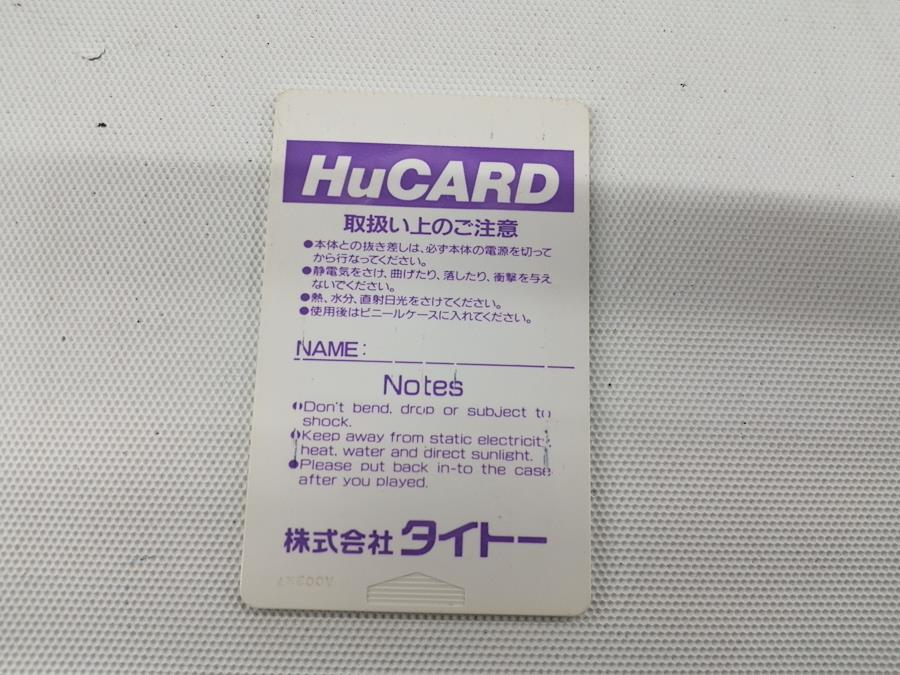 HuCARD
取扱い上のご注意
●本体との抜き差しは、必ず本体の電源を切って
から行なってください。
●静電気をさけ、曲げたり、落したり、衝撃を与え
ないでください。
●熱、水分、直射日光をさけてください。
●使用後はビニールケースに入れてください。
NAME:
Notes
●Don't bend, drop or subject to
shock.
●Keep away from static electricity,
heat, water and direct sunlight.
●Please put back in-to the case
after you played.
株式会社 タイトー